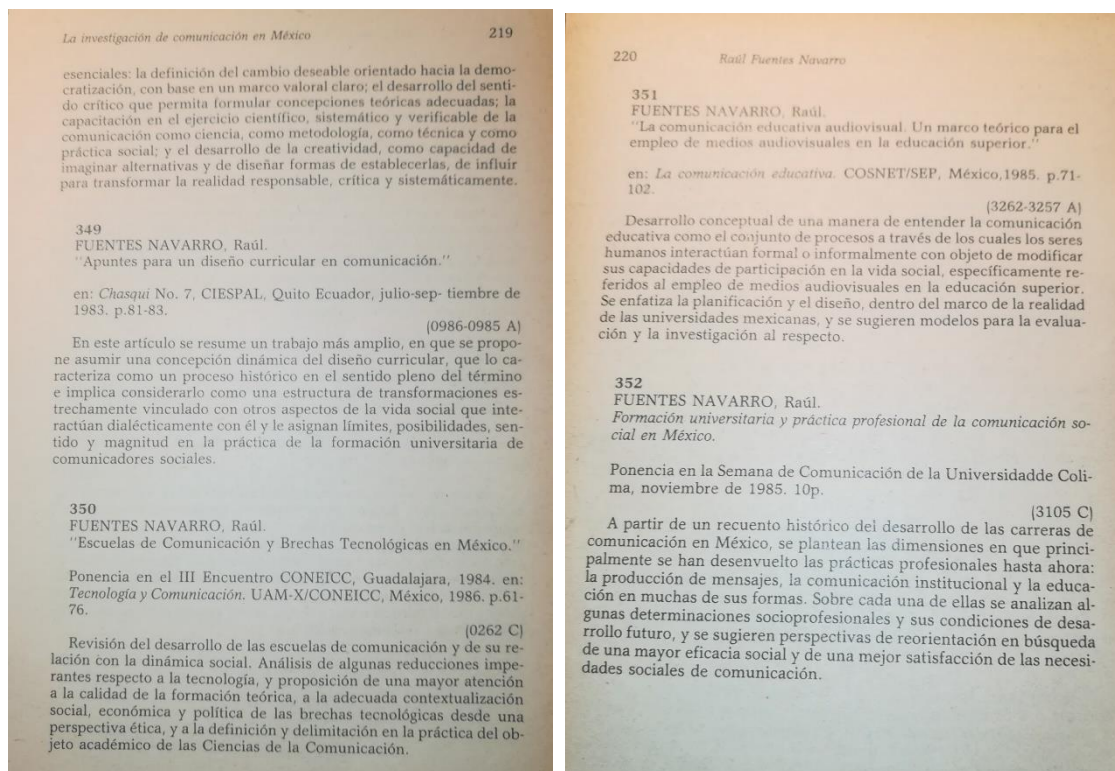 La investigación de comunicación en México 219
esenciales: la definición del cambio deseable orientado hacia la demo-
cratización, con base en un marco valoral claro; el desarrollo del senti-
do crítico que permita formular concepciones teóricas adecuadas; la
capacitación en el ejercicio científico, sistemático y verificable de la
comunicación como ciencia, como metodología, como técnica y como
práctica social; y el desarrollo de la creatividad, como capacidad de
imaginar alternativas y de diseñar formas de establecerlas, de influir
para transformar la realidad responsable, crítica y sistemáticamente.
349
FUENTES NAVARRO, Raúl.
"Apuntes para un diseño curricular en comunicación."
en: Chasqui No. 7, CIESPAL, Quito Ecuador, julio-sep- tiembre de
1983. p.81-83.
(0986-0985 A)
En este artículo se resume un trabajo más amplio, en que se propo-
ne asumir una concepción dinámica del diseño curricular, que lo ca-
racteriza como un proceso histórico en el sentido pleno del término
e implica considerarlo como una estructura de transformaciones es-
trechamente vinculado con otros aspectos de la vida social que inte-
ractúan dialécticamente con él y le asignan límites, posibilidades, sen-
tido y magnitud en la práctica de la formación universitaria de
comunicadores sociales.
350
FUENTES NAVARRO, Raúl.
"Escuelas de Comunicación y Brechas Tecnológicas en México."
Ponencia en el III Encuentro CONEICC, Guadalajara, 1984. en:
Tecnología y Comunicación. UAM-X/CONEICC, México, 1986. p.61-
76.
(0262 C)
Revisión del desarrollo de las escuelas de comunicación y de su re-
lación con la dinámica social. Análisis de algunas reducciones impe-
rantes respecto a la tecnología, y proposición de una mayor atención
a la calidad de la formación teórica, a la adecuada contextualización
social, económica y política de las brechas tecnológicas desde una
perspectiva ética, y a la definición y delimitación en la práctica del ob-
jeto académico de las Ciencias de la Comunicación.
220 Raúl Fuentes Navarro
351
FUENTES NAVARRO, Raúl.
"La comunicación educativa audiovisual. Un marco teórico para el
empleo de medios audiovisuales en la educación superior."
en: La comunicación educativa. COSNET/SEP, México,1985. p.71-
102.
(3262-3257 A)
Desarrollo conceptual de una manera de entender la comunicación
educativa como el conjunto de procesos a través de los cuales los seres
humanos interactúan formal o informalmente con objeto de modificar
sus capacidades de participación en la vida social, específicamente re-
feridos al empleo de medios audiovisuales en la educación superior.
Se enfatiza la planificación y el diseño, dentro del marco de la realidad
de las universidades mexicanas, y se sugieren modelos para la evalua-
ción y la investigación al respecto.
352
FUENTES NAVARRO, Raúl.
Formación universitaria y práctica profesional de la comunicación so-
cial en México.
Ponencia en la Semana de Comunicación de la Universidadde Coli-
ma, noviembre de 1985. 10p.
(3105 C)
A partir de un recuento histórico del desarrollo de las carreras de
comunicación en México, se plantean las dimensiones en que princi-
palmente se han desenvuelto las prácticas profesionales hasta ahora:
la producción de mensajes, la comunicación institucional y la educa-
ción en muchas de sus formas. Sobre cada una de ellas se analizan al-
gunas determinaciones socioprofesionales y sus condiciones de desa-
rrollo futuro, y se sugieren perspectivas de reorientación en búsqueda
de una mayor eficacia social y de una mejor satisfacción de las necesi-
dades sociales de comunicación.